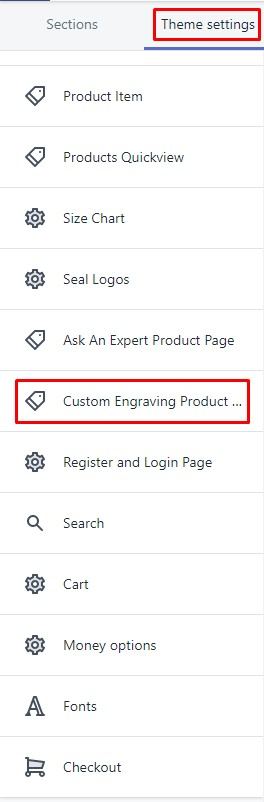 Sections Theme settings
Product Item
Products Quickview
Size Chart
Seal Logos
Ask An Expert Product Page
Custom Engraving Product ...
Register and Login Page
Search
Cart
Money options
Fonts
Checkout